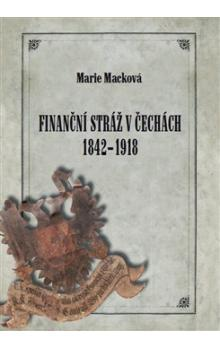 Marie Macková
FINANČNÍ STRÁŽ V ČECHÁCH
1842–1918